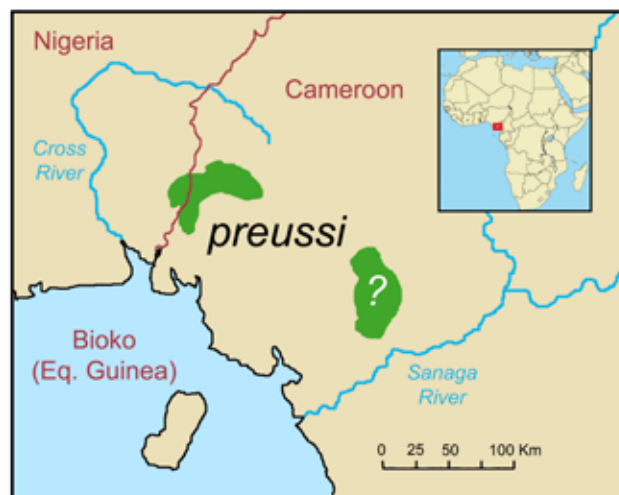 Nigeria
Cameroon
Cross
River
preussi
?
Bioko
(Eq. Guinea)
Sanaga
River
0 25 50 100 Km